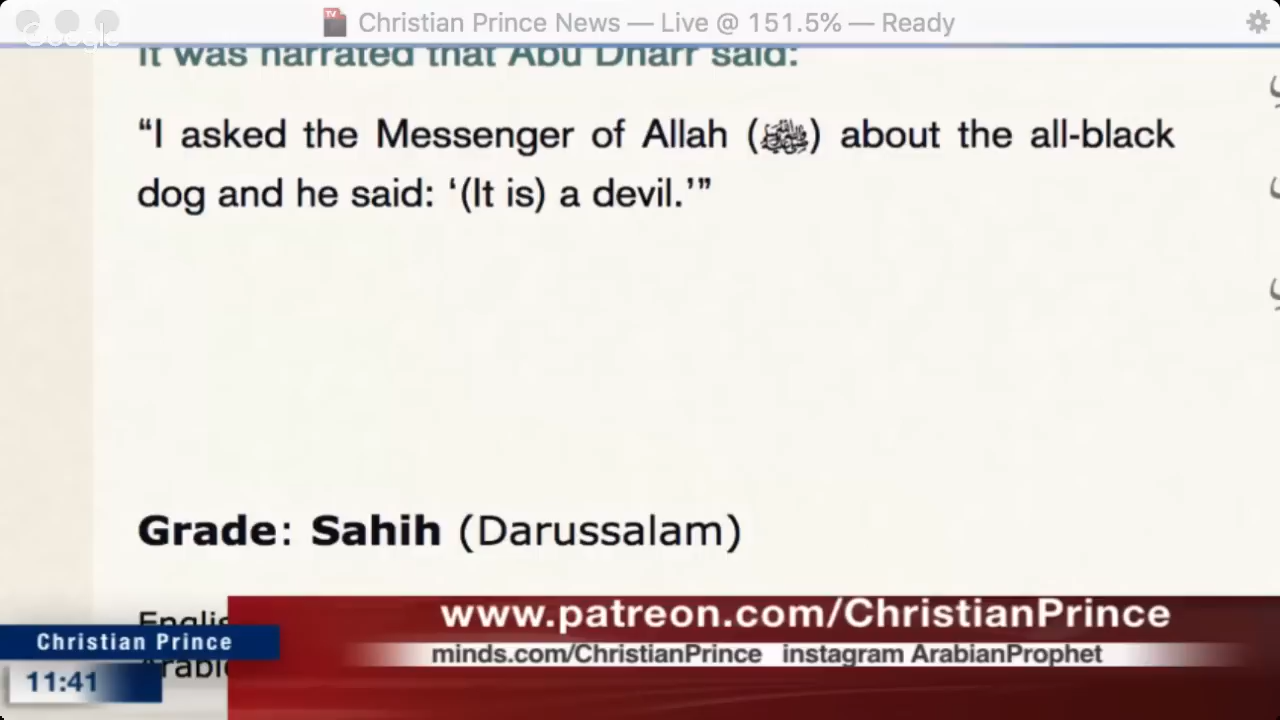 Christian Prince News — Live @ 151.5% — Ready
Google
It was narrated that Abu Dharr said:
“I asked the Messenger of Allah (ﷺ) about the all-black
dog and he said: ‘(It is) a devil.’”
Grade: Sahih (Darussalam)
www.patreon.com/ChristianPrince
Christian Prince
minds.com/ChristianPrince instagram ArabianProphet
11:41